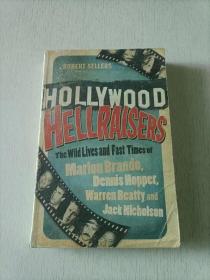 ROBERT SELLERS
HOLLYWOOD
HELLRAISERS
The Wild Lives and Fast Times of
Marlon Brando,
Dennis Hopper,
Warren Beatty and
Jack Nicholson